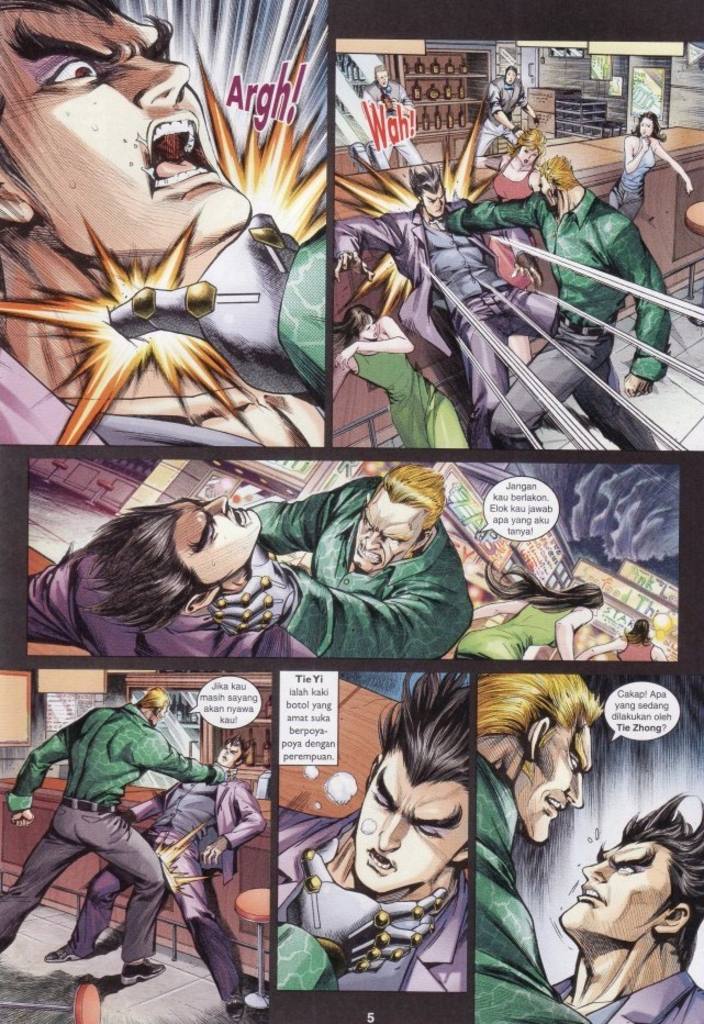 Argh!
Wah!
Jangan
kau berlakon.
Elok kau jawab
apa yang aku
tanya!
Jika kau
masih sayang
akan nyawa
kau!
Tie Yi
ialah kaki
botol yang
amat suka
berpoya-
poya dengan
perempuan.
Cakap! Apa
yang sedang
dilakukan oleh
Tie Zhong?
5